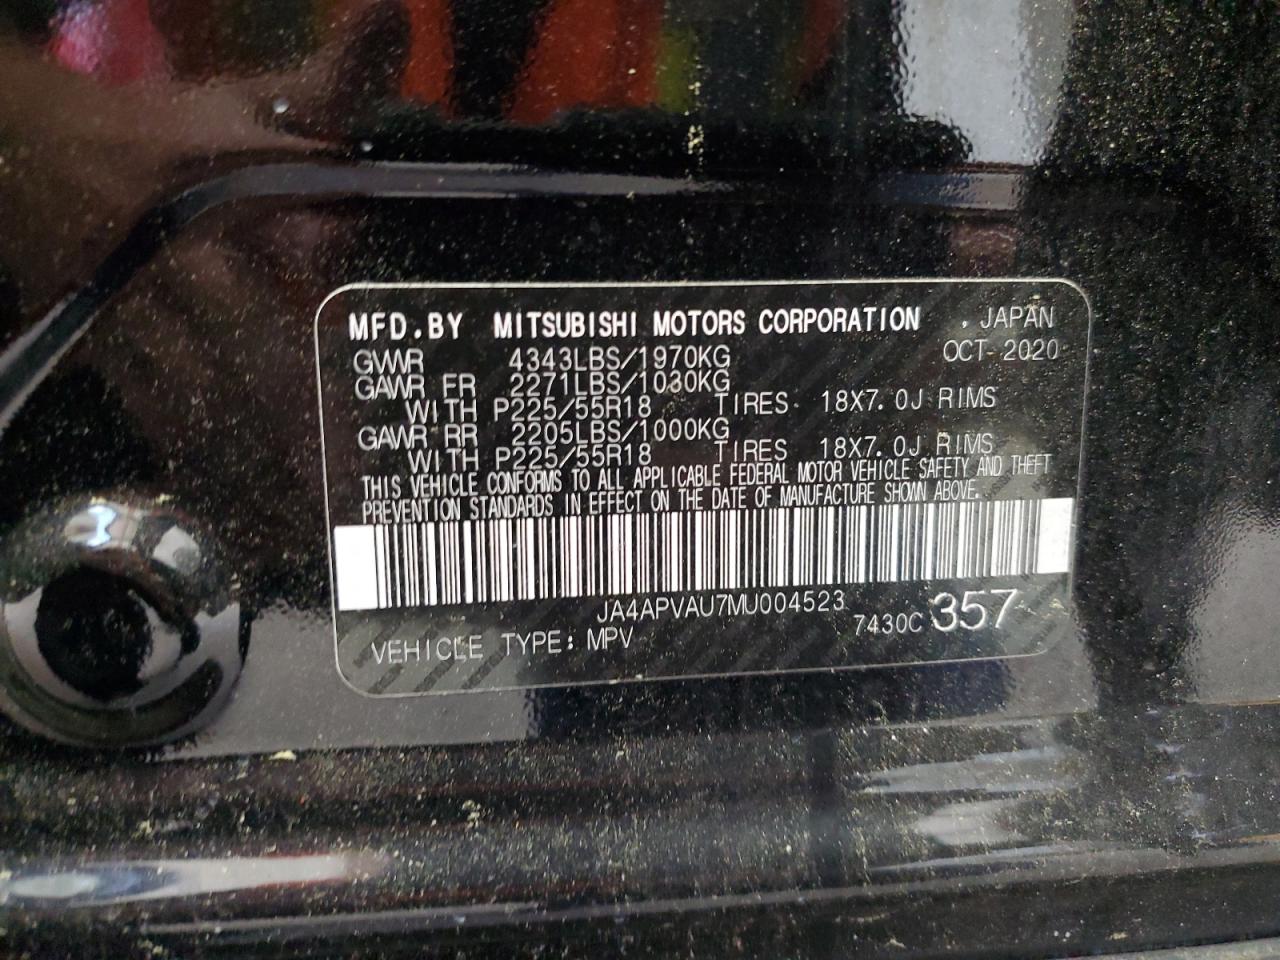 MFD.BY MITSUBISHI MOTORS CORPORATION , JAPAN
GVWR 4343LBS/1970KG OCT 2020
GAWR FR 2271LBS/1030KG
WITH P225/55R18 TIRES 18X7.0J RIMS
GAWR RR 2205LBS/1000KG
WITH P225/55R18 TIRES 18X7.0J RIMS
THIS VEHICLE CONFORMS TO ALL APPLICABLE FEDERAL MOTOR VEHICLE SAFETY AND THEFT
PREVENTION STANDARDS IN EFFECT ON THE DATE OF MANUFACTURE SHOWN ABOVE.
JA4APVAU7MU004523
VEHICLE TYPE: MPV 7430C 357